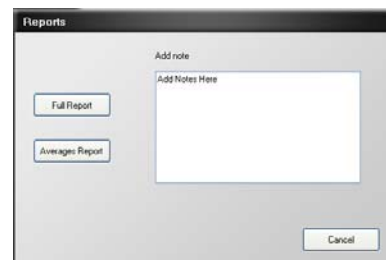 Reports
Add note
Add Notes Here
Full Report
Averages Report
Cancel